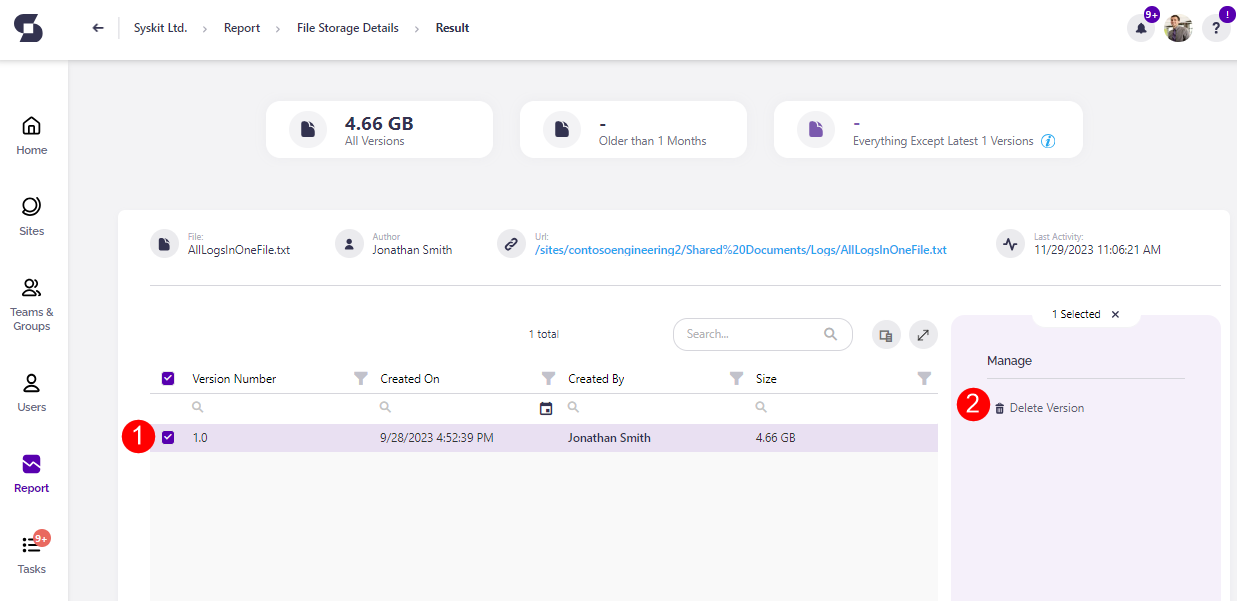 Syskit Ltd. > Report > File Storage Details > Result
9+
!
?
Home
Sites
Teams &
Groups
Users
Report
9+
Tasks
4.66 GB
All Versions
-
Older than 1 Months
-
Everything Except Latest 1 Versions i
File:
AllLogsInOneFile.txt
Author
Jonathan Smith
Url:
/sites/contosoengineering2/Shared%20Documents/Logs/AllLogsInOneFile.txt
Last Activity:
11/29/2023 11:06:21 AM
1 total
Search...
Version Number Created On Created By Size
1 1.0 9/28/2023 4:52:39 PM Jonathan Smith 4.66 GB
1 Selected ×
Manage
2 Delete Version